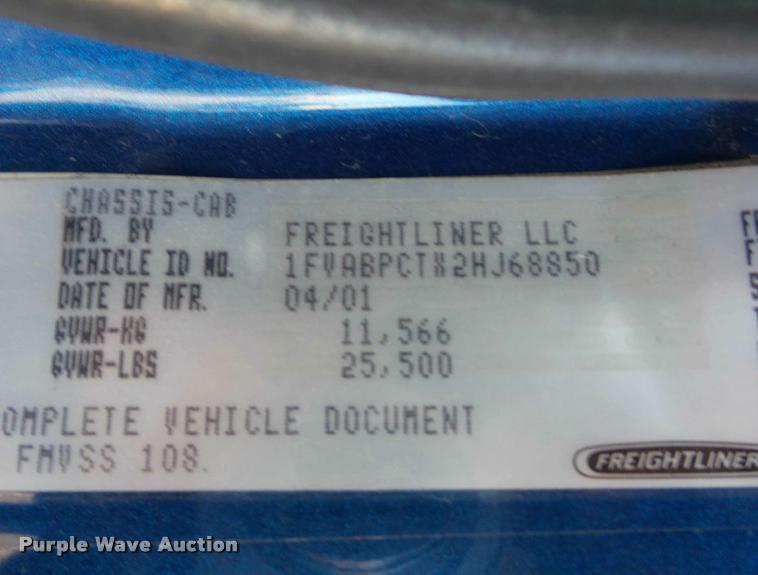 CHASSIS-CAB
MFD. BY FREIGHTLINER LLC
VEHICLE ID NO. 1FVABPCTX2HJ68850
DATE OF MFR. 04/01
GVWR-KG 11,566
GVWR-LBS 25,500
OMPLETE VEHICLE DOCUMENT
FMVSS 108.
FREIGHTLINER
Purple Wave Auction